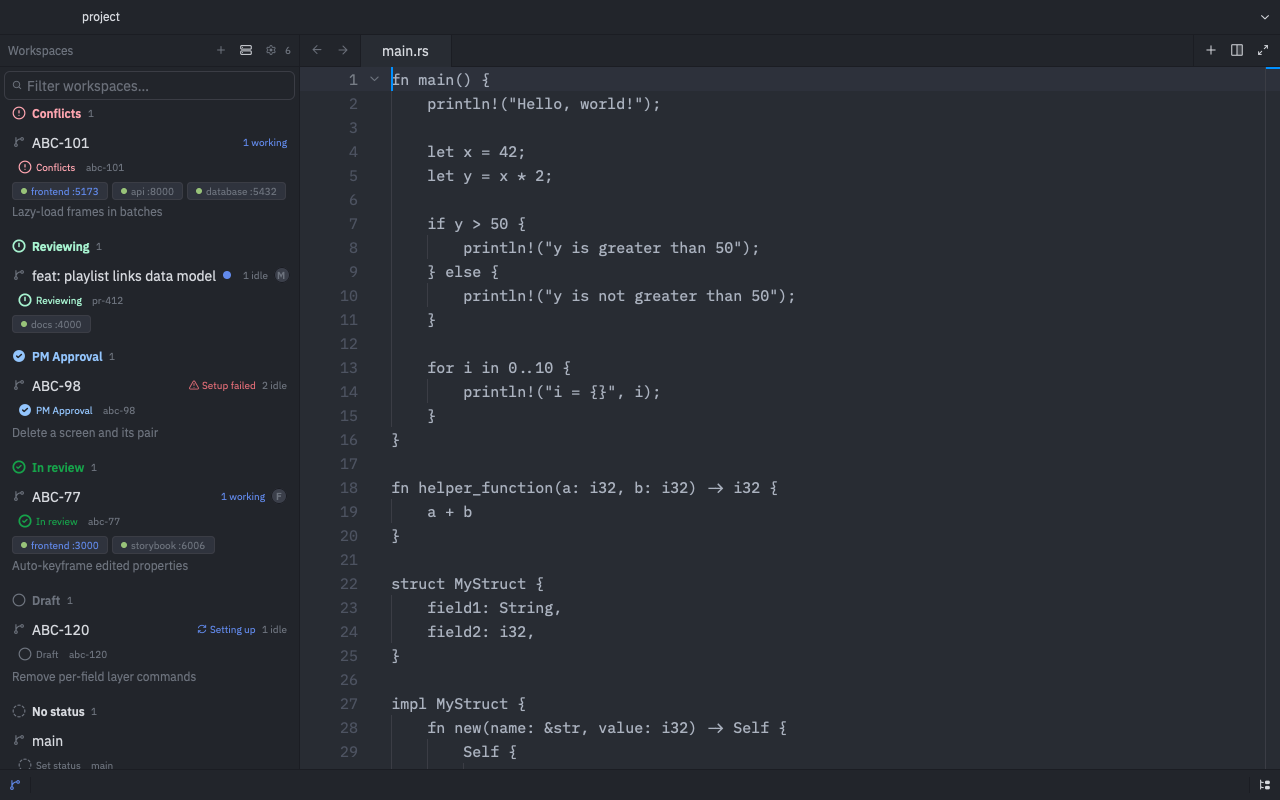 project
Workspaces 6
Filter workspaces...
Conflicts 1
ABC-101 1 working
Conflicts abc-101
frontend :5173 api :8000 database :5432
Lazy-load frames in batches
Reviewing 1
feat: playlist links data model 1 idle M
Reviewing pr-412
docs :4000
PM Approval 1
ABC-98 Setup failed 2 idle
PM Approval abc-98
Delete a screen and its pair
In review 1
ABC-77 1 working F
In review abc-77
frontend :3000 storybook :6006
Auto-keyframe edited properties
Draft 1
ABC-120 Setting up 1 idle
Draft abc-120
Remove per-field layer commands
No status 1
main
Set status main
main.rs
1 fn main() {
2     println!("Hello, world!");
3
4     let x = 42;
5     let y = x * 2;
6
7     if y > 50 {
8         println!("y is greater than 50");
9     } else {
10         println!("y is not greater than 50");
11     }
12
13     for i in 0..10 {
14         println!("i = {}", i);
15     }
16 }
17
18 fn helper_function(a: i32, b: i32) -> i32 {
19     a + b
20 }
21
22 struct MyStruct {
23     field1: String,
24     field2: i32,
25 }
26
27 impl MyStruct {
28     fn new(name: &str, value: i32) -> Self {
29         Self {